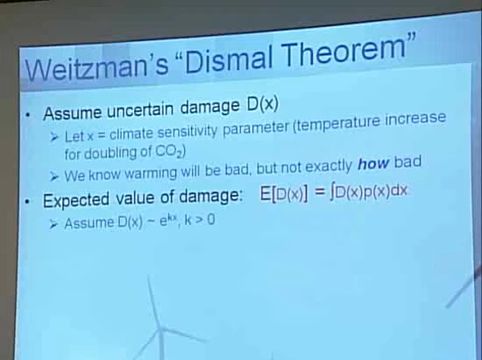 Weitzman's "Dismal Theorem"
• Assume uncertain damage D(x)
➢ Let x = climate sensitivity parameter (temperature increase
for doubling of CO₂)
➢ We know warming will be bad, but not exactly how bad
• Expected value of damage: E[D(x)] = ∫D(x)p(x)dx
➢ Assume D(x) ~ eᵏˣ, k > 0